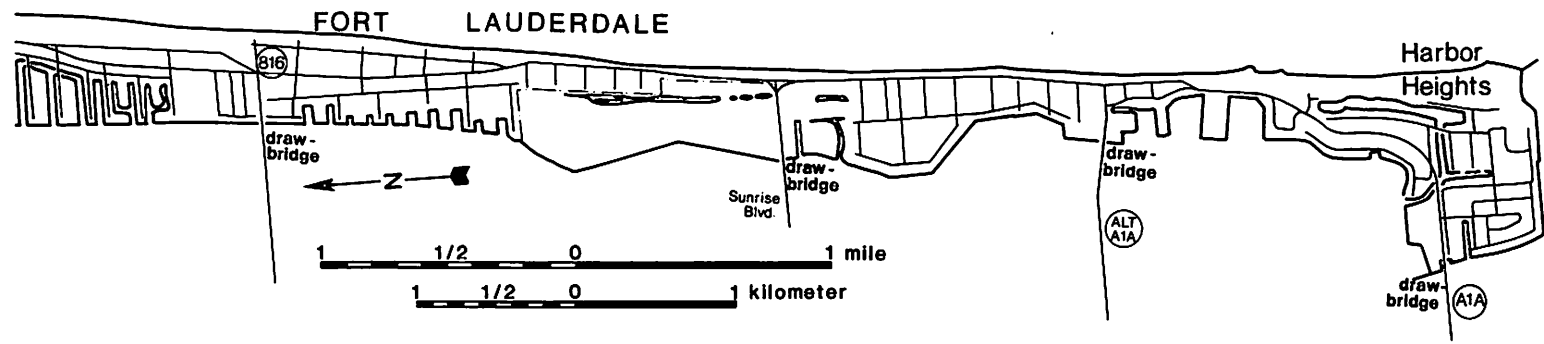 FORT LAUDERDALE
Harbor
Heights
816
draw-
bridge
N
draw-
bridge
Sunrise
Blvd.
draw-
bridge
ALT
A1A
draw-
bridge
A1A
1 1/2 0 1 mile
1 1/2 0 1 kilometer